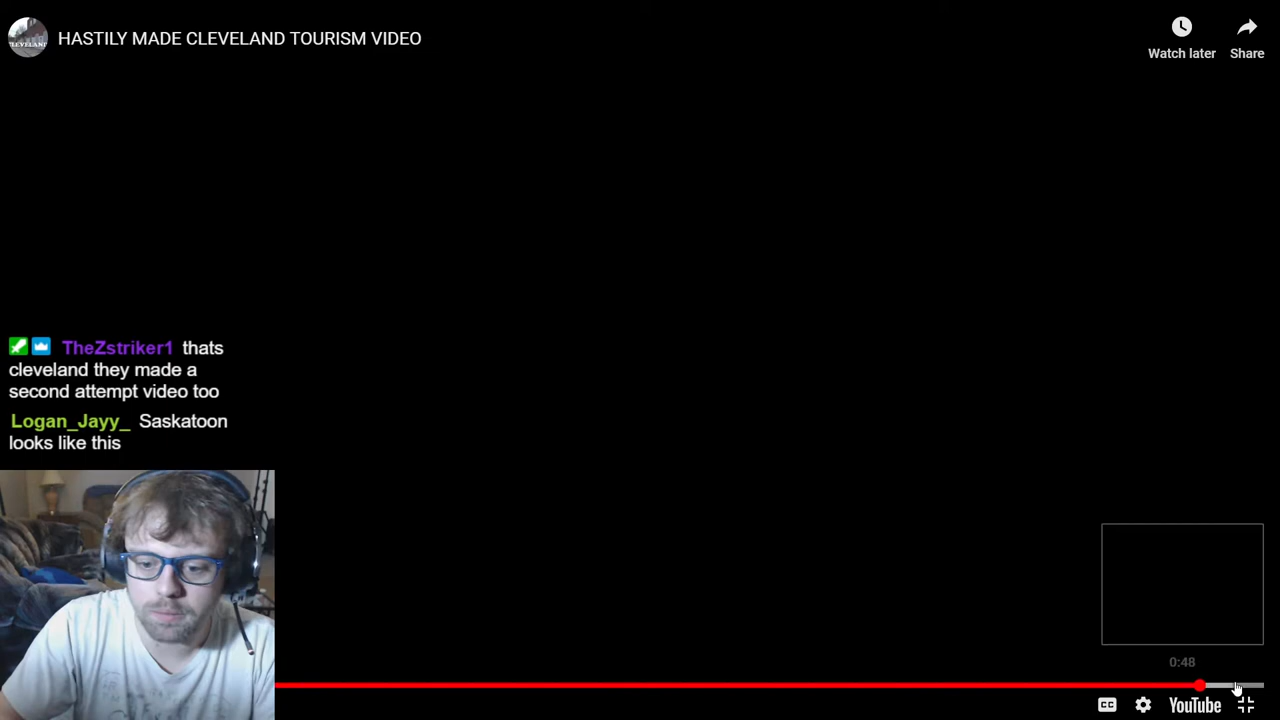 HASTILY MADE CLEVELAND TOURISM VIDEO
Watch later
Share
TheZstriker1 thats
cleveland they made a
second attempt video too
Logan_Jayy_ Saskatoon
looks like this
0:48
CC
YouTube